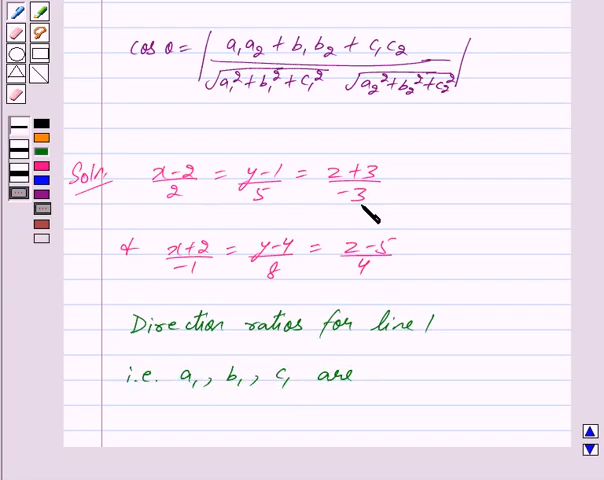 cos θ = | a₁a₂ + b₁b₂ + c₁c₂ / √a₁²+b₁²+c₁² √a₂²+b₂²+c₂² |
Soln. x-2/2 = y-1/5 = z+3/-3
& x+2/-1 = y-4/8 = z-5/4
Direction ratios for line 1
i.e. a₁, b₁, c₁ are